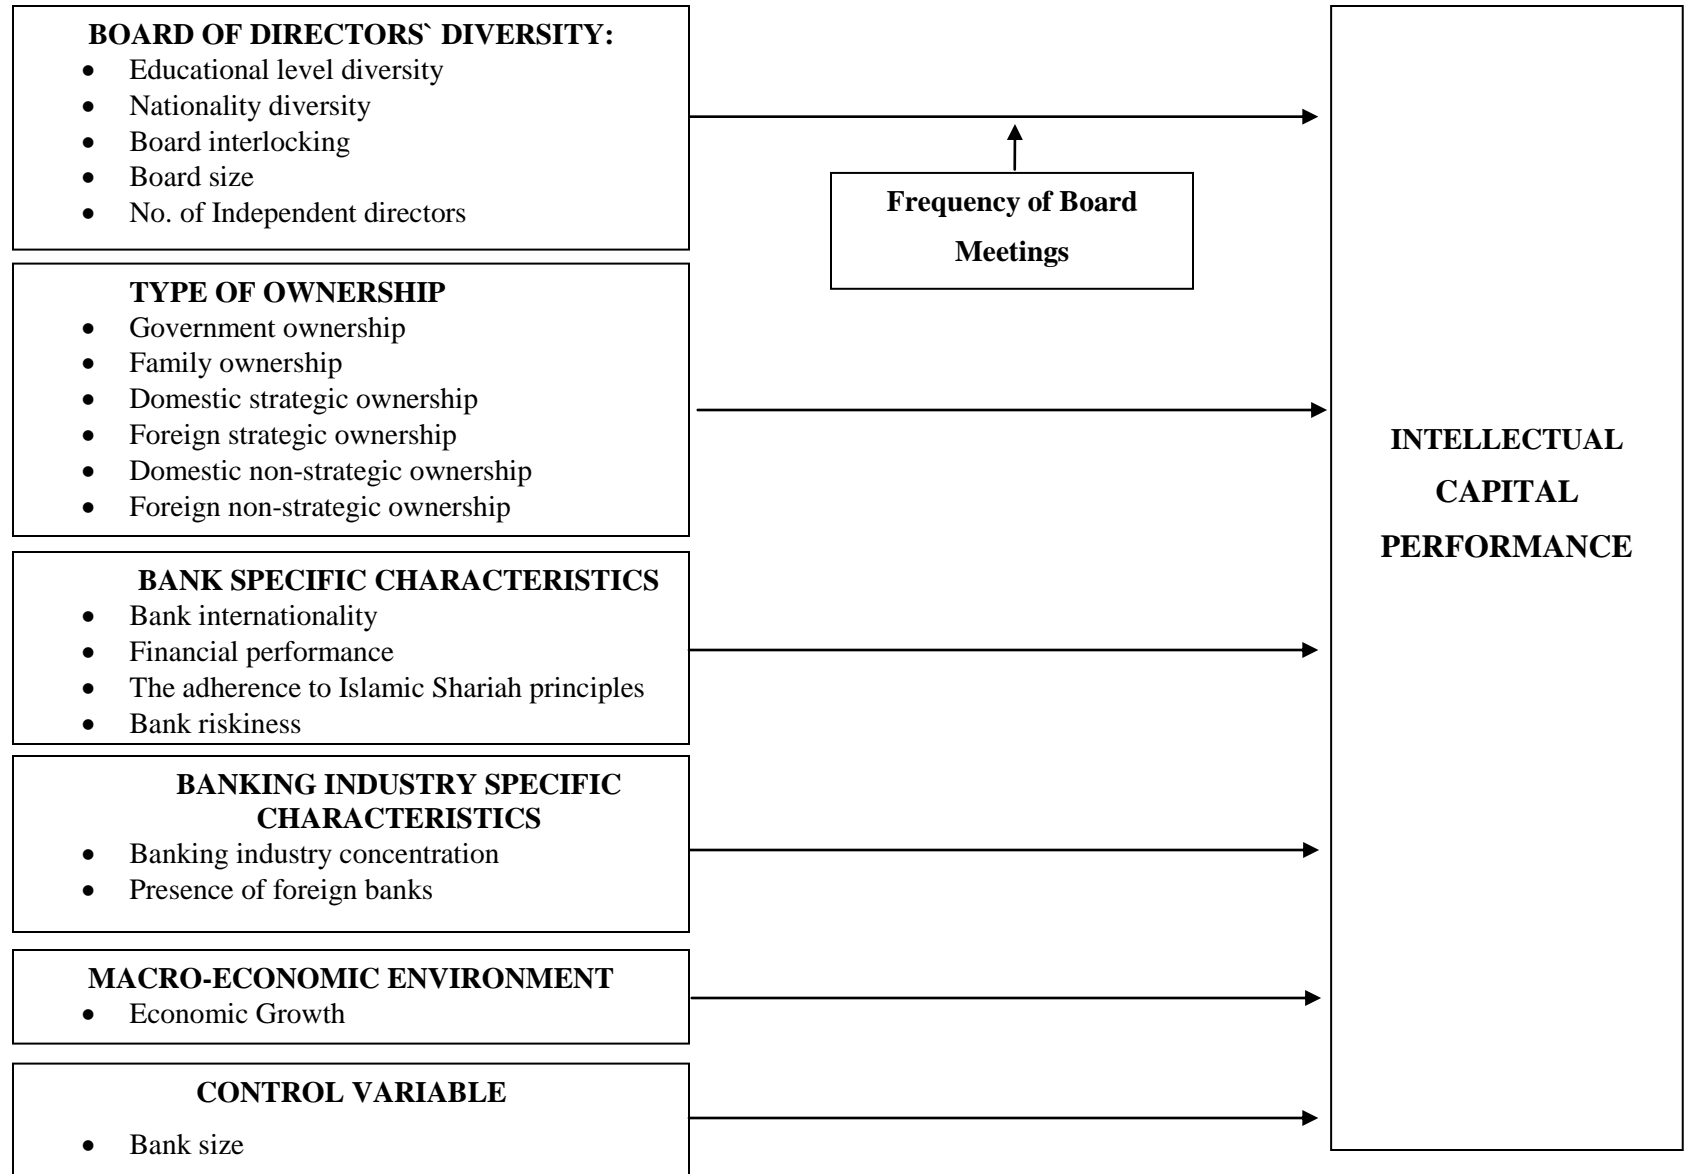 BOARD OF DIRECTORS` DIVERSITY:
• Educational level diversity
• Nationality diversity
• Board interlocking
• Board size
• No. of Independent directors
Frequency of Board
Meetings
TYPE OF OWNERSHIP
• Government ownership
• Family ownership
• Domestic strategic ownership
• Foreign strategic ownership
• Domestic non-strategic ownership
• Foreign non-strategic ownership
BANK SPECIFIC CHARACTERISTICS
• Bank internationality
• Financial performance
• The adherence to Islamic Shariah principles
• Bank riskiness
BANKING INDUSTRY SPECIFIC
CHARACTERISTICS
• Banking industry concentration
• Presence of foreign banks
MACRO-ECONOMIC ENVIRONMENT
• Economic Growth
CONTROL VARIABLE
• Bank size
INTELLECTUAL
CAPITAL
PERFORMANCE